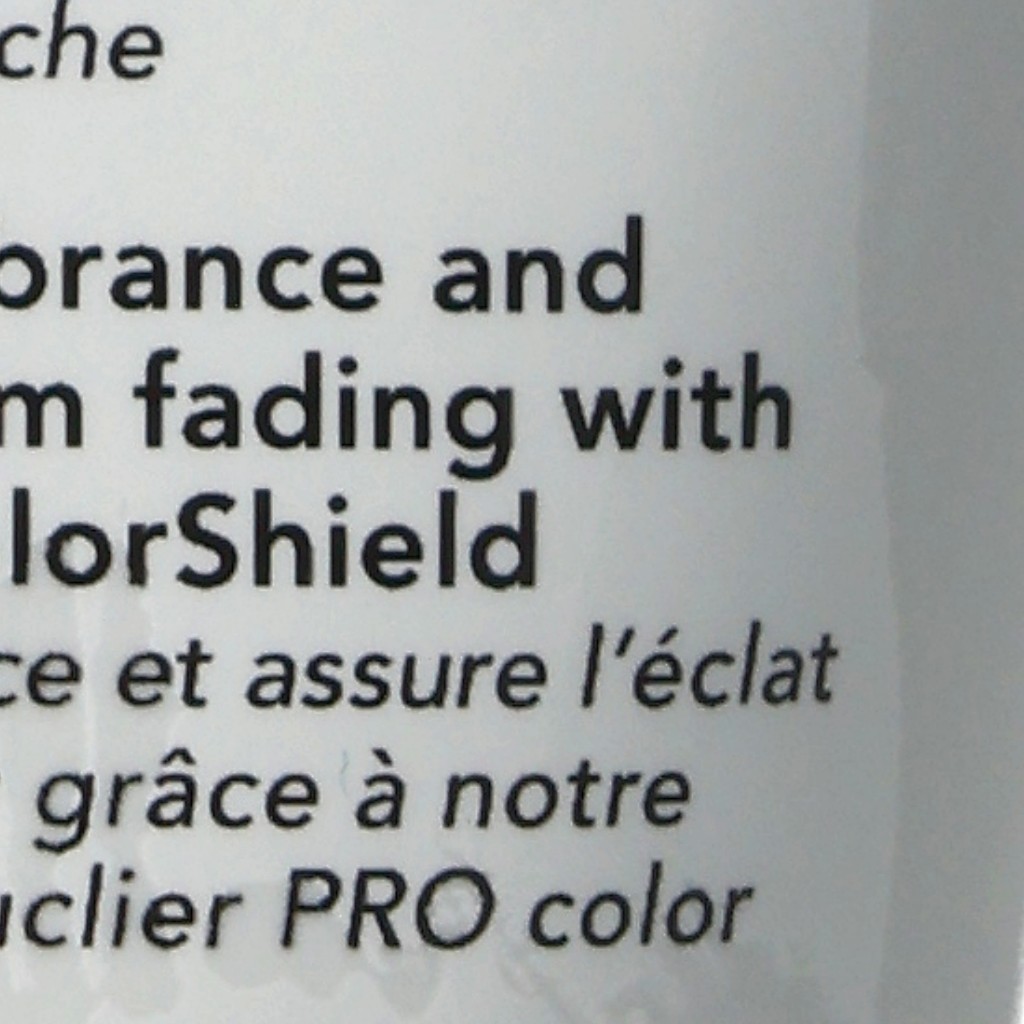 che
orance and
m fading with
lorShield
ce et assure l'éclat
grâce à notre
uclier PRO color